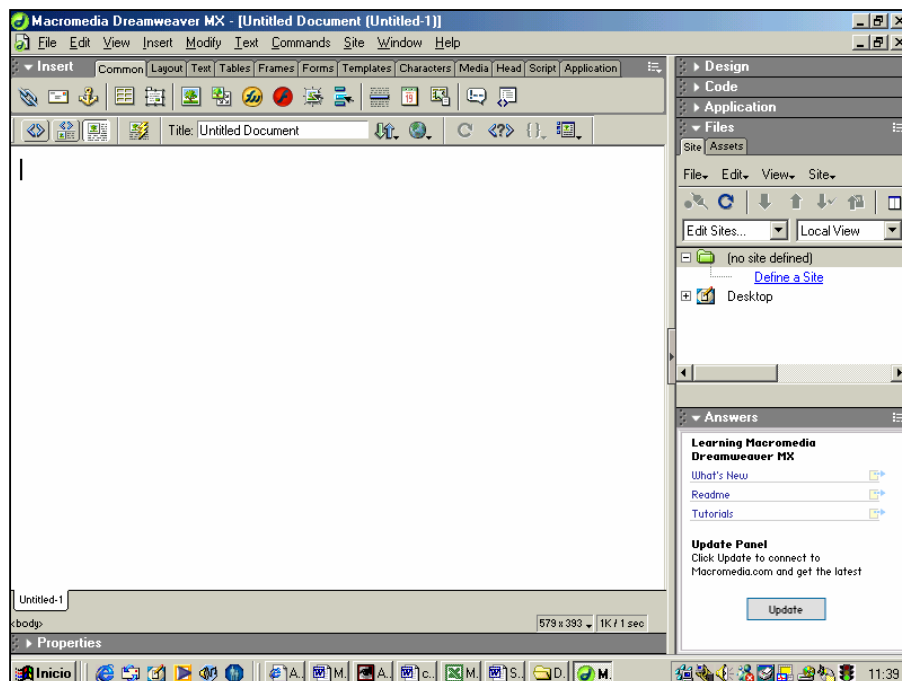 Macromedia Dreamweaver MX - [Untitled Document (Untitled-1)]
File Edit View Insert Modify Text Commands Site Window Help
Insert Common Layout Text Tables Frames Forms Templates Characters Media Head Script Application
Title: Untitled Document
Design
Code
Application
Files
Site Assets
File Edit View Site
Edit Sites... Local View
(no site defined)
Define a Site
Desktop
Answers
Learning Macromedia
Dreamweaver MX
What's New
Readme
Tutorials
Update Panel
Click Update to connect to
Macromedia.com and get the latest
Update
Untitled-1
<body> 579 x 393 1K / 1 sec
Properties
Inicio A. M. A. c.. M. S. D. M. 11:39